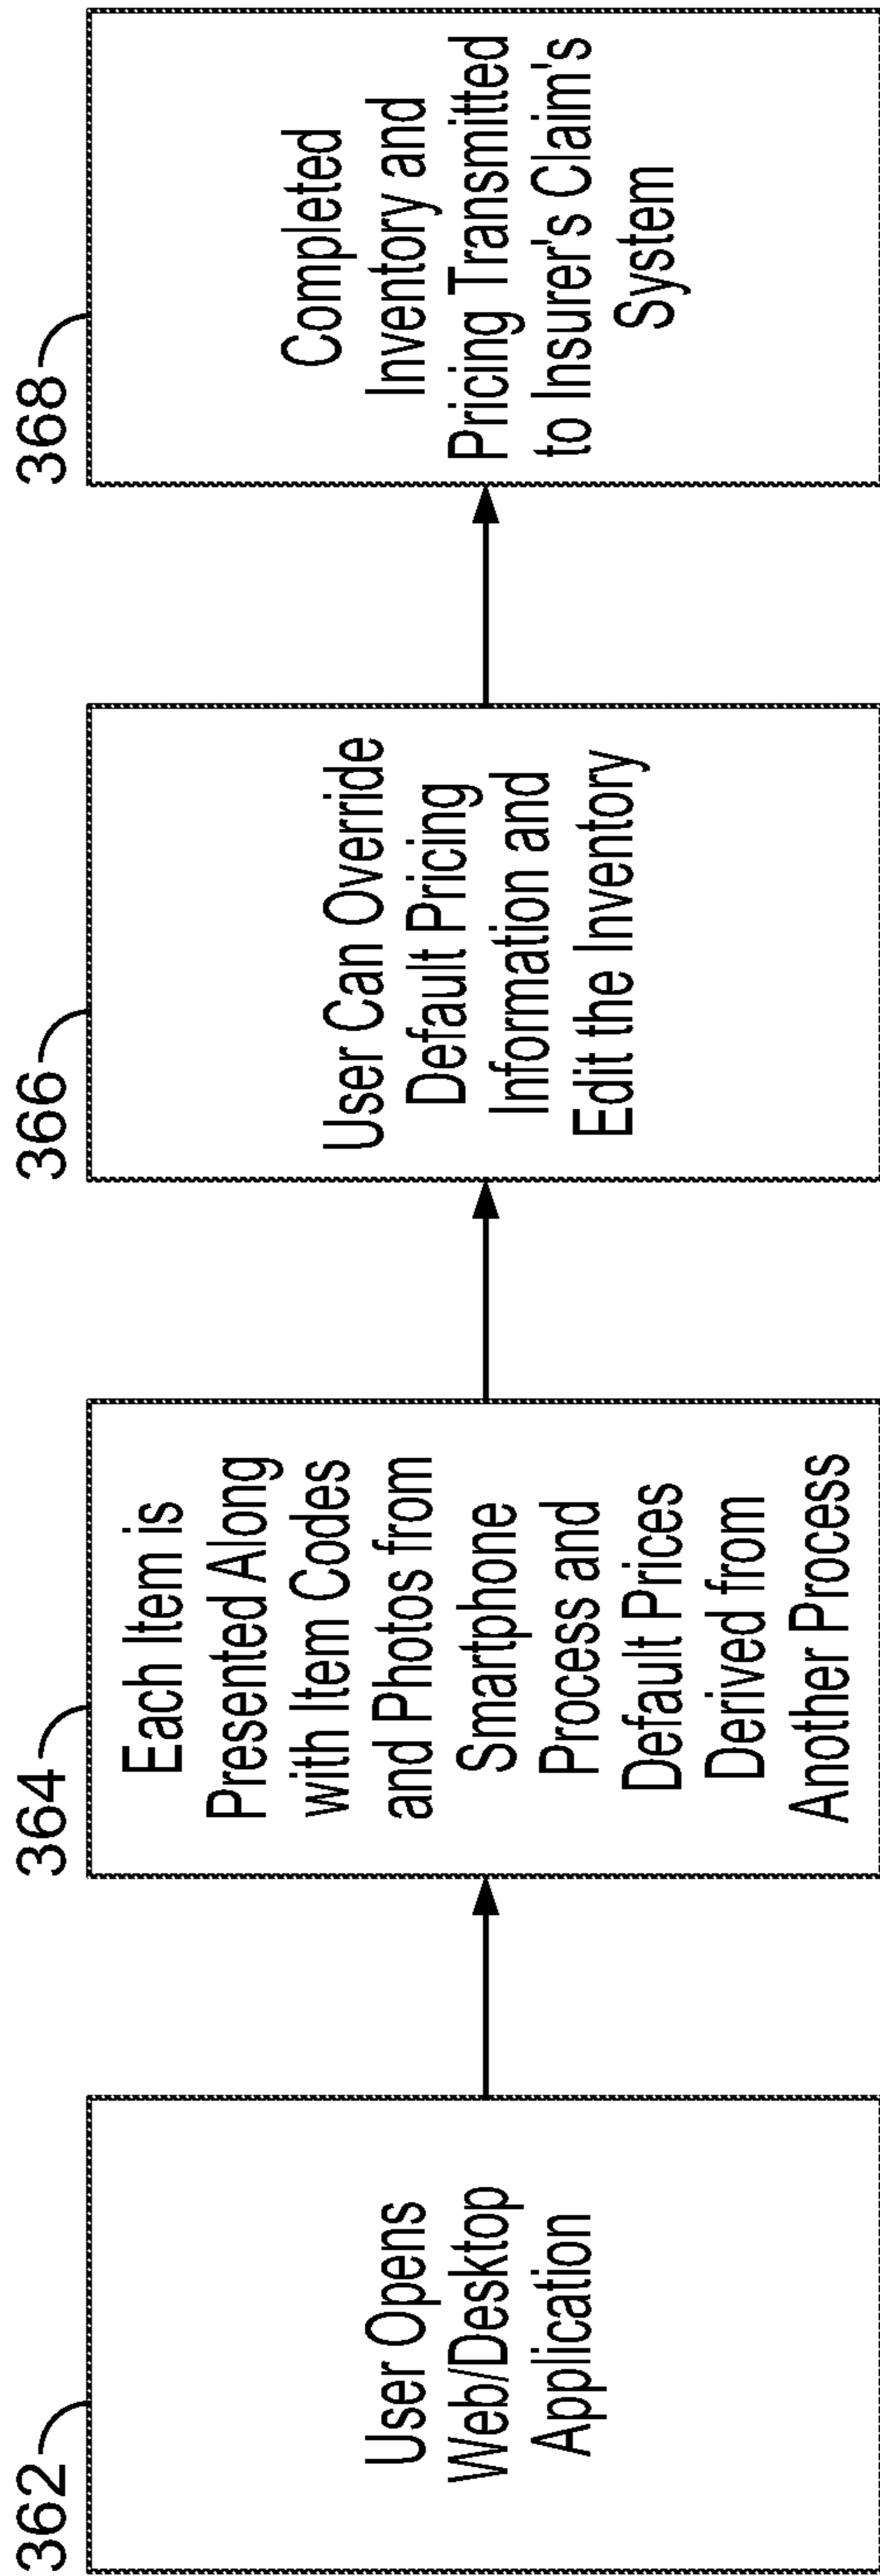 362
User Opens
Web/Desktop
Application
364
Each Item is
Presented Along
with Item Codes
and Photos from
Smartphone
Process and
Default Prices
Derived from
Another Process
366
User Can Override
Default Pricing
Information and
Edit the Inventory
368
Completed
Inventory and
Pricing Transmitted
to Insurer's Claim's
System